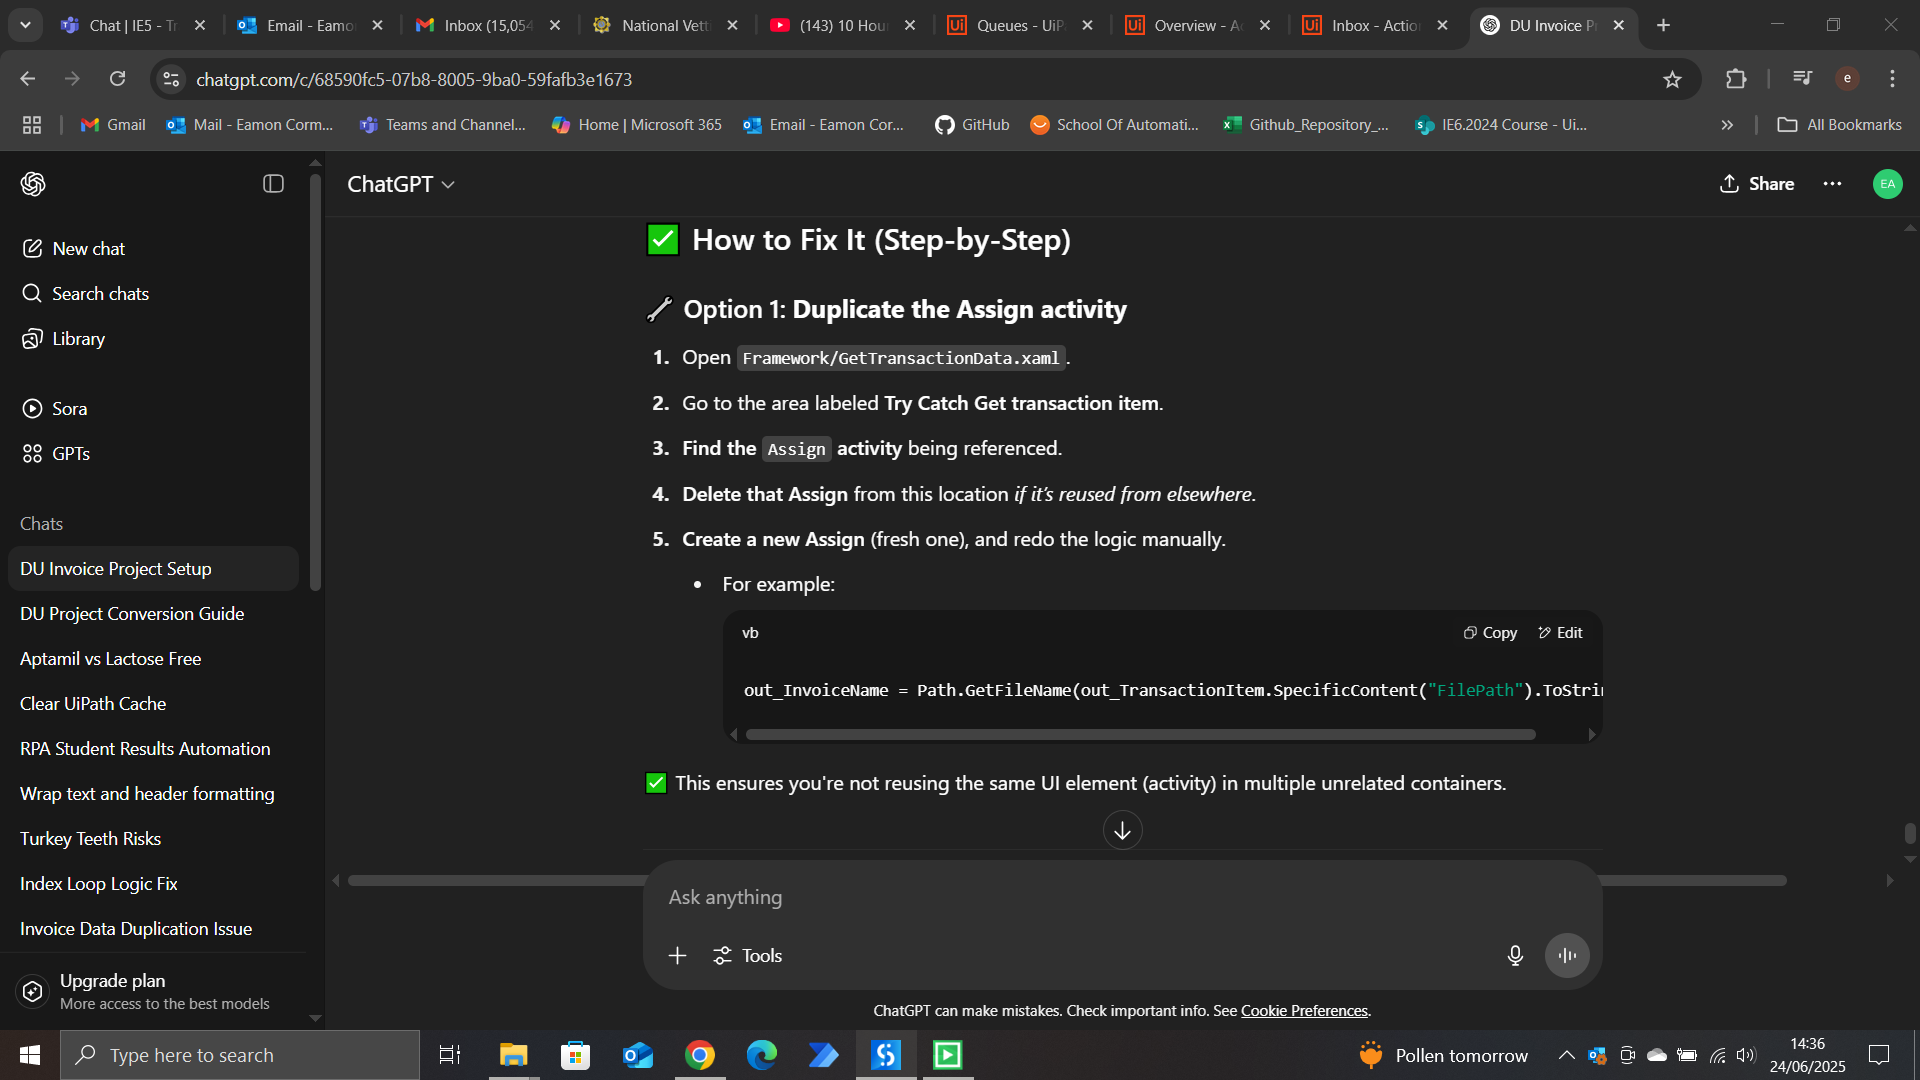 Chat | IE5 - Tr
Email - Eamo
Inbox (15,054
National Vett
(143) 10 Hou
Queues - UiP
Overview - Ac
Inbox - Action
DU Invoice Pr
chatgpt.com/c/68590fc5-07b8-8005-9ba0-59fafb3e1673
e
Gmail
Mail - Eamon Corm...
Teams and Channel...
Home | Microsoft 365
Email - Eamon Cor...
GitHub
School Of Automati...
Github_Repository_...
IE6.2024 Course - Ui...
All Bookmarks
ChatGPT
Share
EA
New chat
Search chats
Library
Sora
GPTs
Chats
DU Invoice Project Setup
DU Project Conversion Guide
Aptamil vs Lactose Free
Clear UiPath Cache
RPA Student Results Automation
Wrap text and header formatting
Turkey Teeth Risks
Index Loop Logic Fix
Invoice Data Duplication Issue
Upgrade plan
More access to the best models
How to Fix It (Step-by-Step)
Option 1: Duplicate the Assign activity
1. Open Framework/GetTransactionData.xaml.
2. Go to the area labeled Try Catch Get transaction item.
3. Find the Assign activity being referenced.
4. Delete that Assign from this location if it's reused from elsewhere.
5. Create a new Assign (fresh one), and redo the logic manually.
• For example:
vb
Copy
Edit
out_InvoiceName = Path.GetFileName(out_TransactionItem.SpecificContent("FilePath").ToStrin
This ensures you're not reusing the same UI element (activity) in multiple unrelated containers.
Ask anything
Tools
ChatGPT can make mistakes. Check important info. See Cookie Preferences.
Type here to search
Pollen tomorrow
14:36
24/06/2025